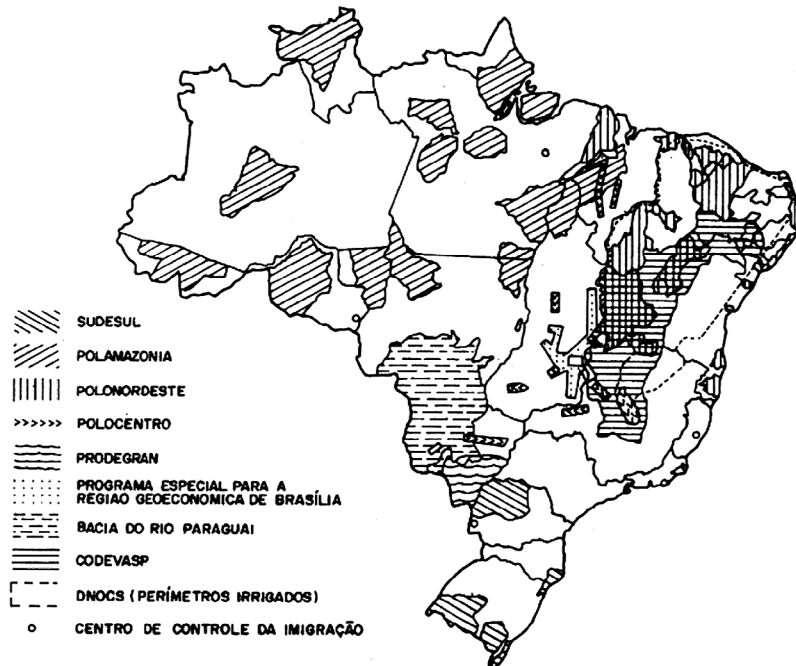 SUDESUL
POLAMAZONIA
POLONORDESTE
POLOCENTRO
PRODEGRAN
PROGRAMA ESPECIAL PARA A
REGIAO GEOECONOMICA DE BRASÍLIA
BACIA DO RIO PARAGUAI
CODEVASP
DNOCS (PERÍMETROS IRRIGADOS)
CENTRO DE CONTROLE DA IMIGRAÇÃO